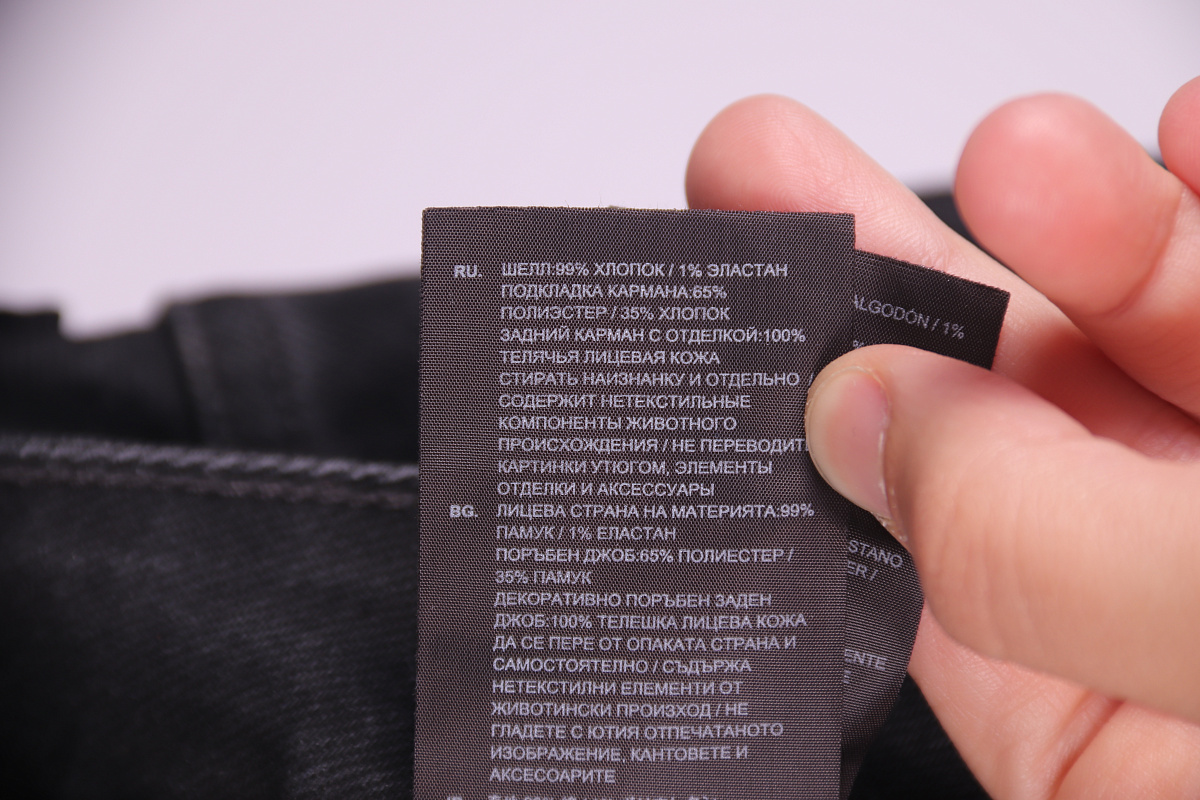 RU. ШЕЛЛ:99% ХЛОПОК / 1% ЭЛАСТАН
ПОДКЛАДКА КАРМАНА:65%
ПОЛИЭСТЕР / 35% ХЛОПОК
ЗАДНИЙ КАРМАН С ОТДЕЛКОЙ:100%
ТЕЛЯЧЬЯ ЛИЦЕВАЯ КОЖА
СТИРАТЬ НАИЗНАНКУ И ОТДЕЛЬНО /
СОДЕРЖИТ НЕТЕКСТИЛЬНЫЕ
КОМПОНЕНТЫ ЖИВОТНОГО
ПРОИСХОЖДЕНИЯ / НЕ ПЕРЕВОДИТ
КАРТИНКИ УТЮГОМ, ЭЛЕМЕНТЫ
ОТДЕЛКИ И АКСЕССУАРЫ
BG. ЛИЦЕВА СТРАНА НА МАТЕРИЯТА:99%
ПАМУК / 1% ЕЛАСТАН
ПОРЪБЕН ДЖОБ:65% ПОЛИЕСТЕР /
35% ПАМУК
ДЕКОРАТИВНО ПОРЪБЕН ЗАДЕН
ДЖОБ:100% ТЕЛЕШКА ЛИЦЕВА КОЖА
ДА СЕ ПЕРЕ ОТ ОПАКАТА СТРАНА И
САМОСТОЯТЕЛНО / СЪДЪРЖА
НЕТЕКСТИЛНИ ЕЛЕМЕНТИ ОТ
ЖИВОТИНСКИ ПРОИЗХОД / НЕ
ГЛАДЕТЕ С ЮТИЯ ОТПЕЧАТАНОТО
ИЗОБРАЖЕНИЕ, КАНТОВЕТЕ И
АКСЕСОАРИТЕ
ALGODÓN / 1%
STANO
ER /
ENTE